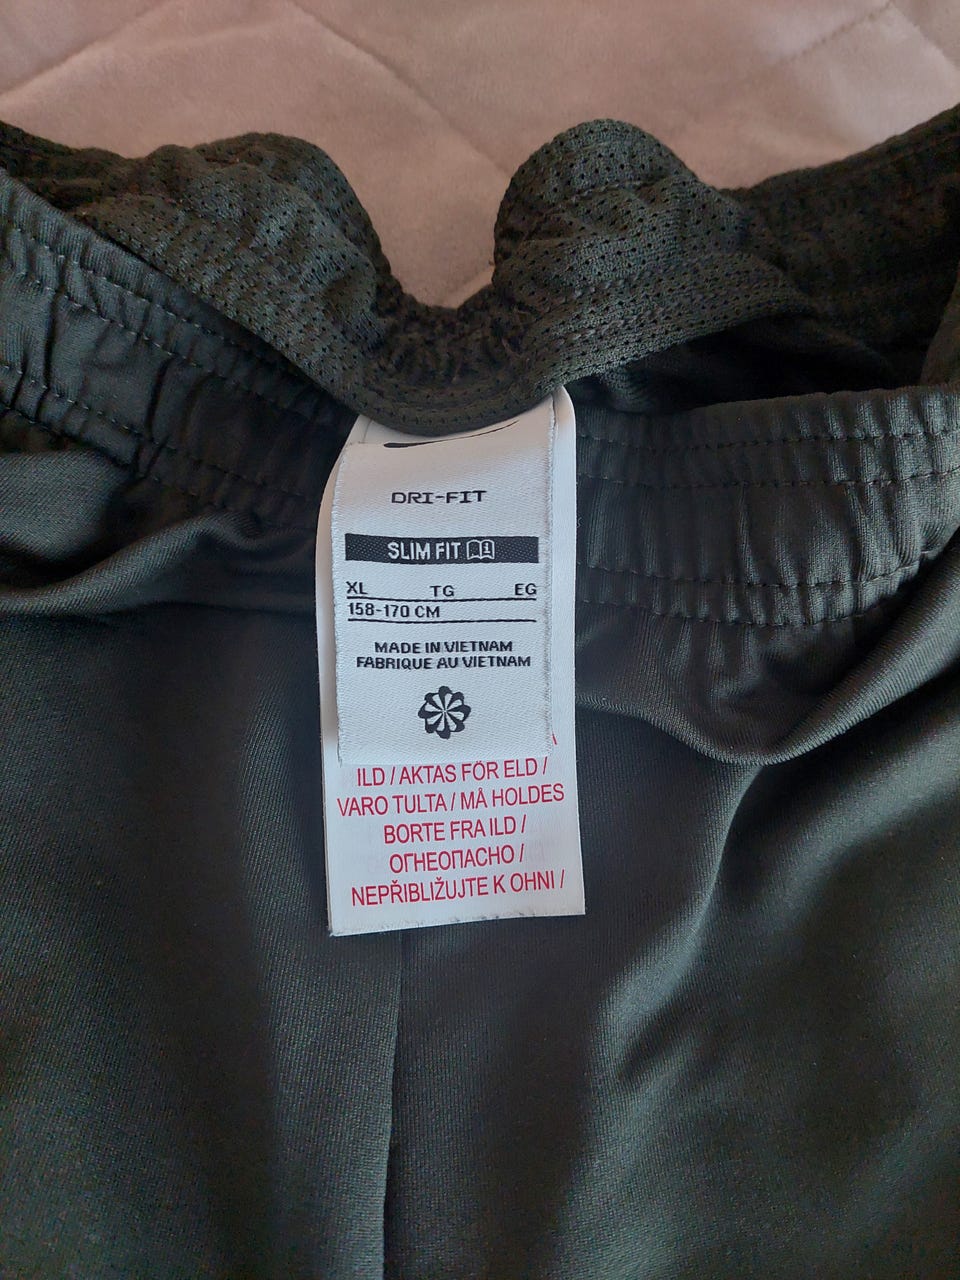 DRI-FIT
SLIM FIT
XL TG EG
158-170 CM
MADE IN VIETNAM
FABRIQUE AU VIETNAM
ILD / AKTAS FÖR ELD /
VARO TULTA / MÅ HOLDES
BORTE FRA ILD /
ОГНЕОПАСНО /
NEPŘIBLIŽUJTE K OHNI /